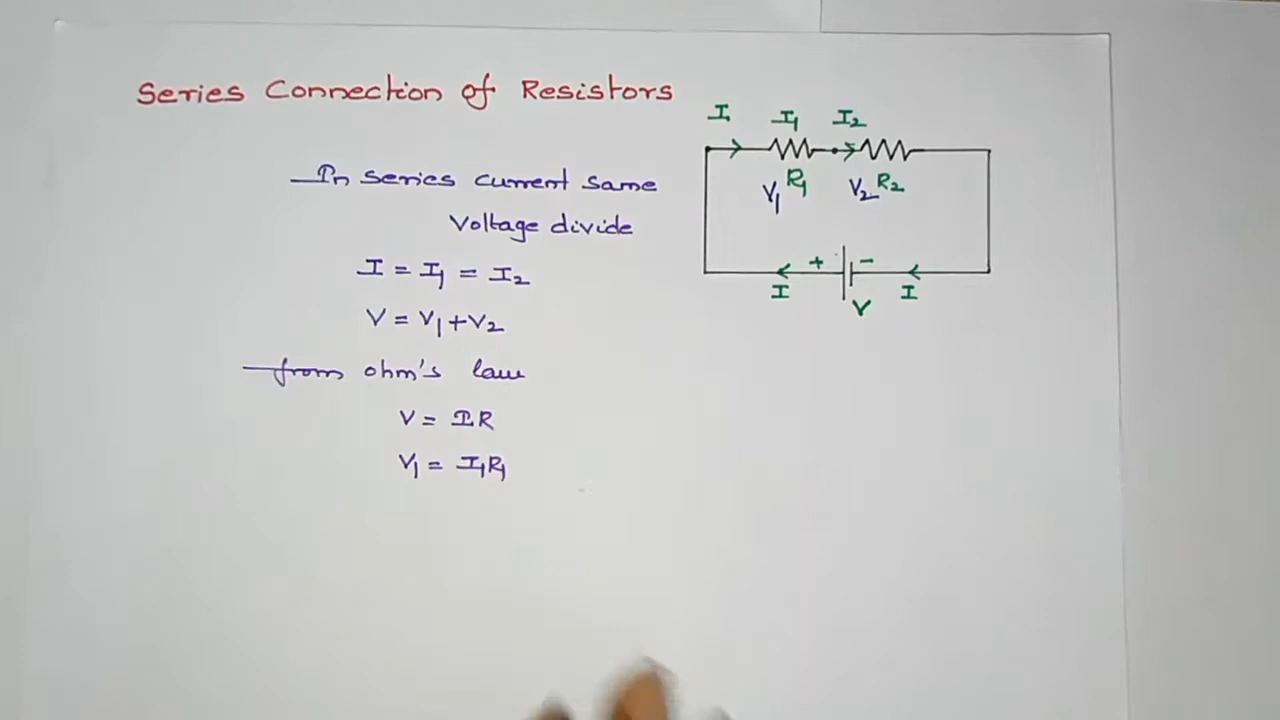 Series Connection of Resistors
In series current same
Voltage divide
I = I1 = I2
V = V1+V2
from ohm's law
V = IR
V1 = I1R1
I I1 I2
V1 R1 V2 R2
+ -
I V I